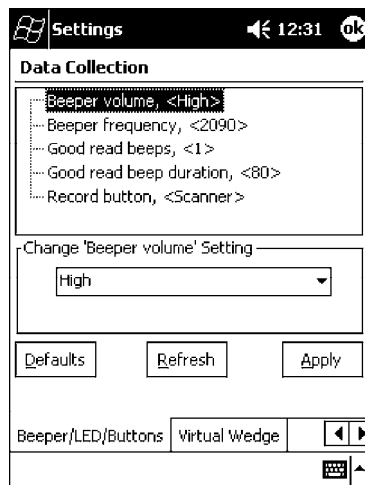 Settings 12:31 ok
Data Collection
Beeper volume, <High>
Beeper frequency, <2090>
Good read beeps, <1>
Good read beep duration, <80>
Record button, <Scanner>
Change 'Beeper volume' Setting
High
Defaults Refresh Apply
Beeper/LED/Buttons Virtual Wedge